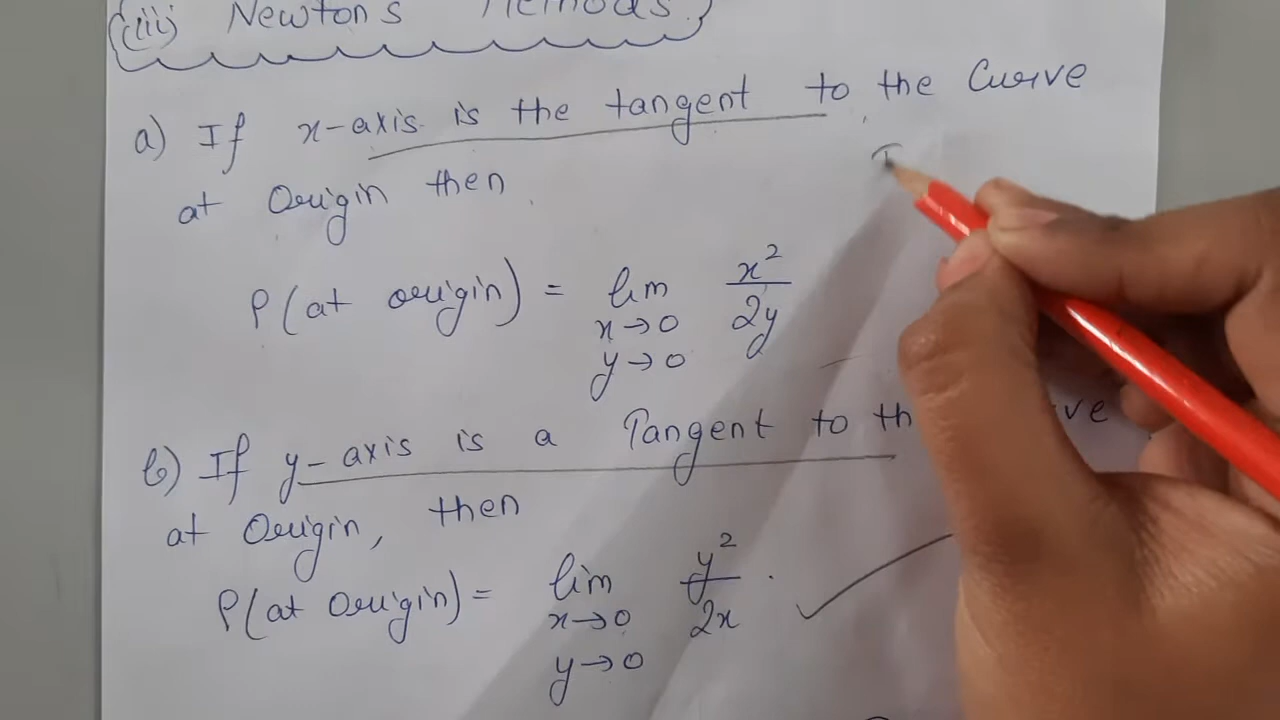 (iii) Newton's Methods.
a) If x-axis is the tangent to the Curve
at Origin then
ρ(at origin) = lim x²/2y
x→0
y→0
b) If y-axis is a Tangent to
at Origin, then
ρ(at origin) = lim y²/2x.
x→0
y→0